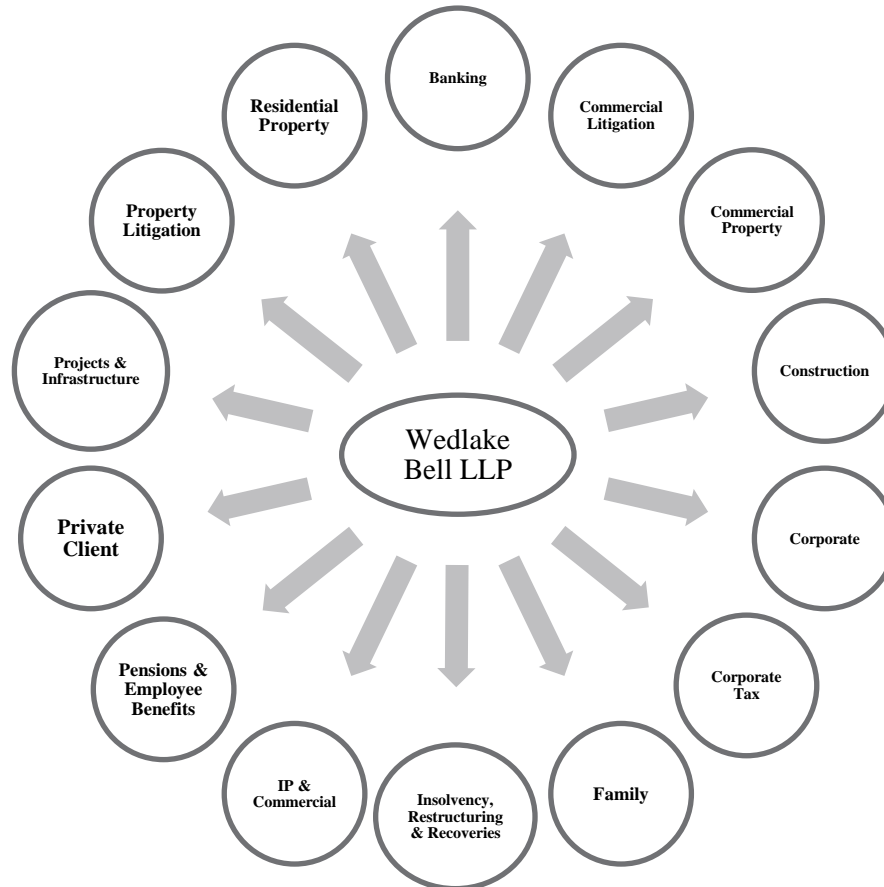 Banking
Commercial
Litigation
Commercial
Property
Construction
Corporate
Corporate
Tax
Family
Insolvency,
Restructuring
& Recoveries
IP &
Commercial
Pensions &
Employee
Benefits
Private
Client
Projects &
Infrastructure
Property
Litigation
Residential
Property
Wedlake
Bell LLP